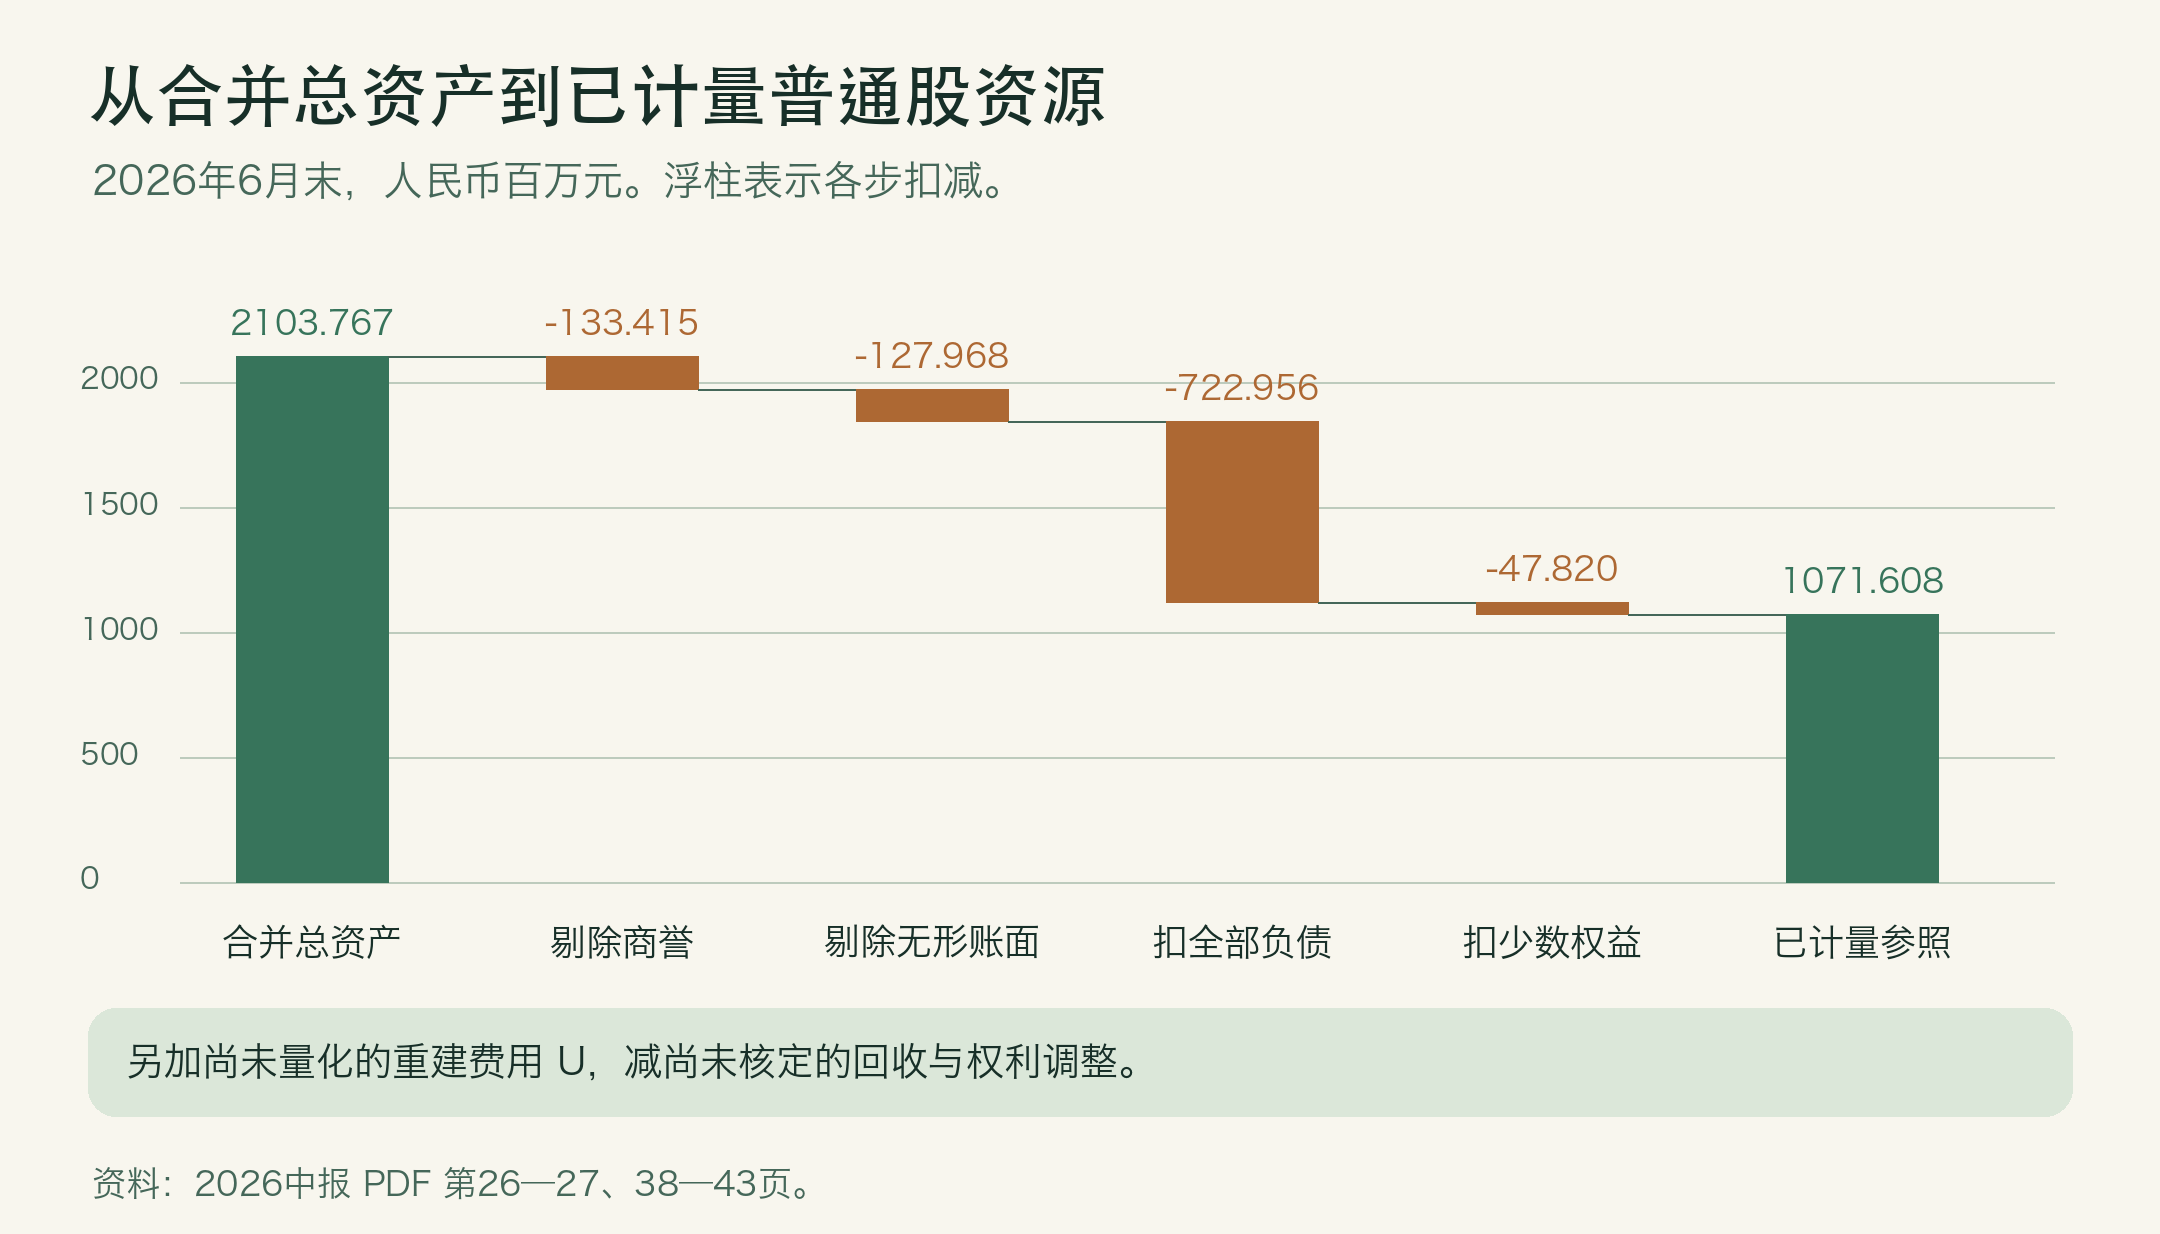 从合并总资产到已计量普通股资源
2026年6月末，人民币百万元。浮柱表示各步扣减。
2103.767
-133.415
-127.968
-722.956
-47.820
1071.608
2000
1500
1000
500
0
合并总资产
剔除商誉
剔除无形账面
扣全部负债
扣少数权益
已计量参照
另加尚未量化的重建费用 U，减尚未核定的回收与权利调整。
资料：2026中报 PDF 第26—27、38—43页。